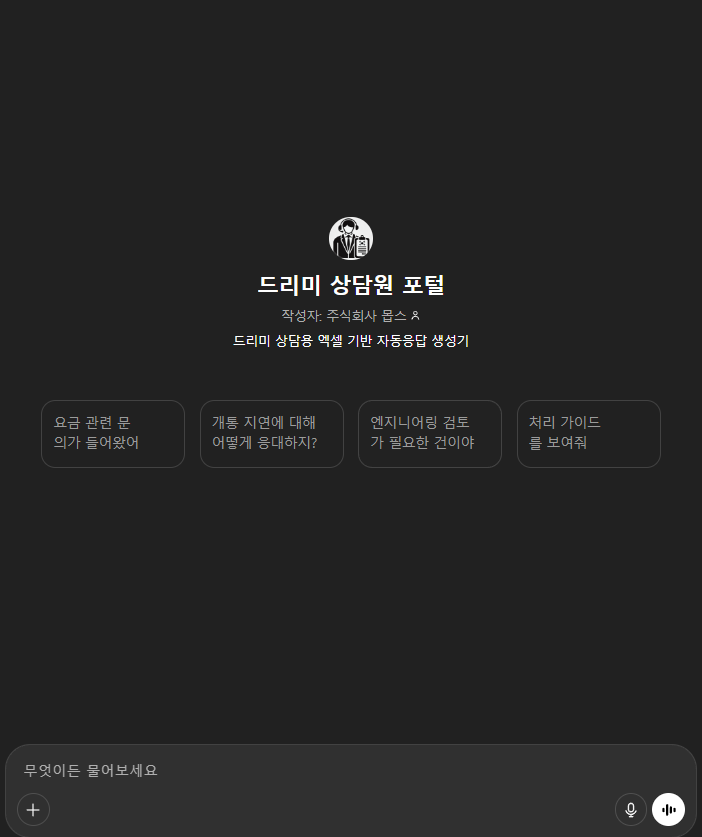 드리미 상담원 포털
작성자: 주식회사 몹스
드리미 상담용 엑셀 기반 자동응답 생성기
요금 관련 문
의가 들어왔어
개통 지연에 대해
어떻게 응대하지?
엔지니어링 검토
가 필요한 건이야
처리 가이드
를 보여줘
무엇이든 물어보세요